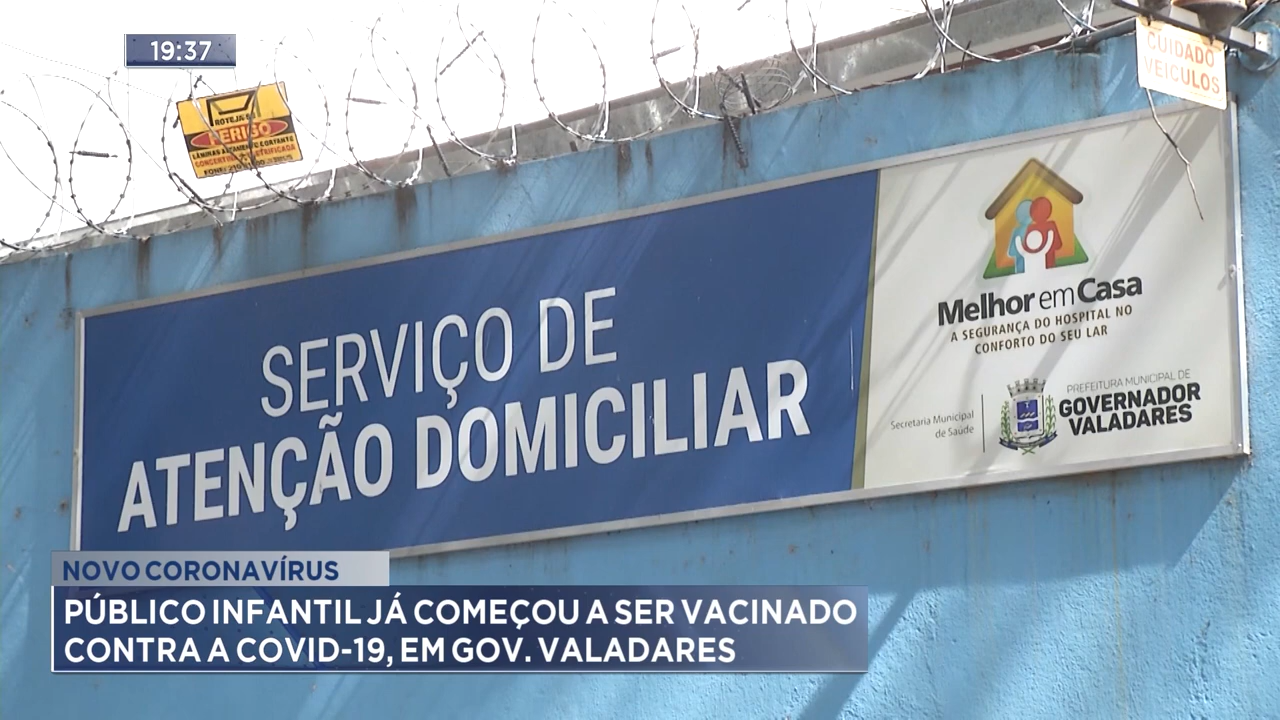 19:37
CUIDADO
VEICULOS
PERIGO
SERVIÇO DE
ATENÇÃO DOMICILIAR
Melhor em Casa
A SEGURANÇA DO HOSPITAL NO
CONFORTO DO SEU LAR
Secretaria Municipal
de Saúde
PREFEITURA MUNICIPAL DE
GOVERNADOR
VALADARES
NOVO CORONAVÍRUS
PÚBLICO INFANTIL JÁ COMEÇOU A SER VACINADO
CONTRA A COVID-19, EM GOV. VALADARES